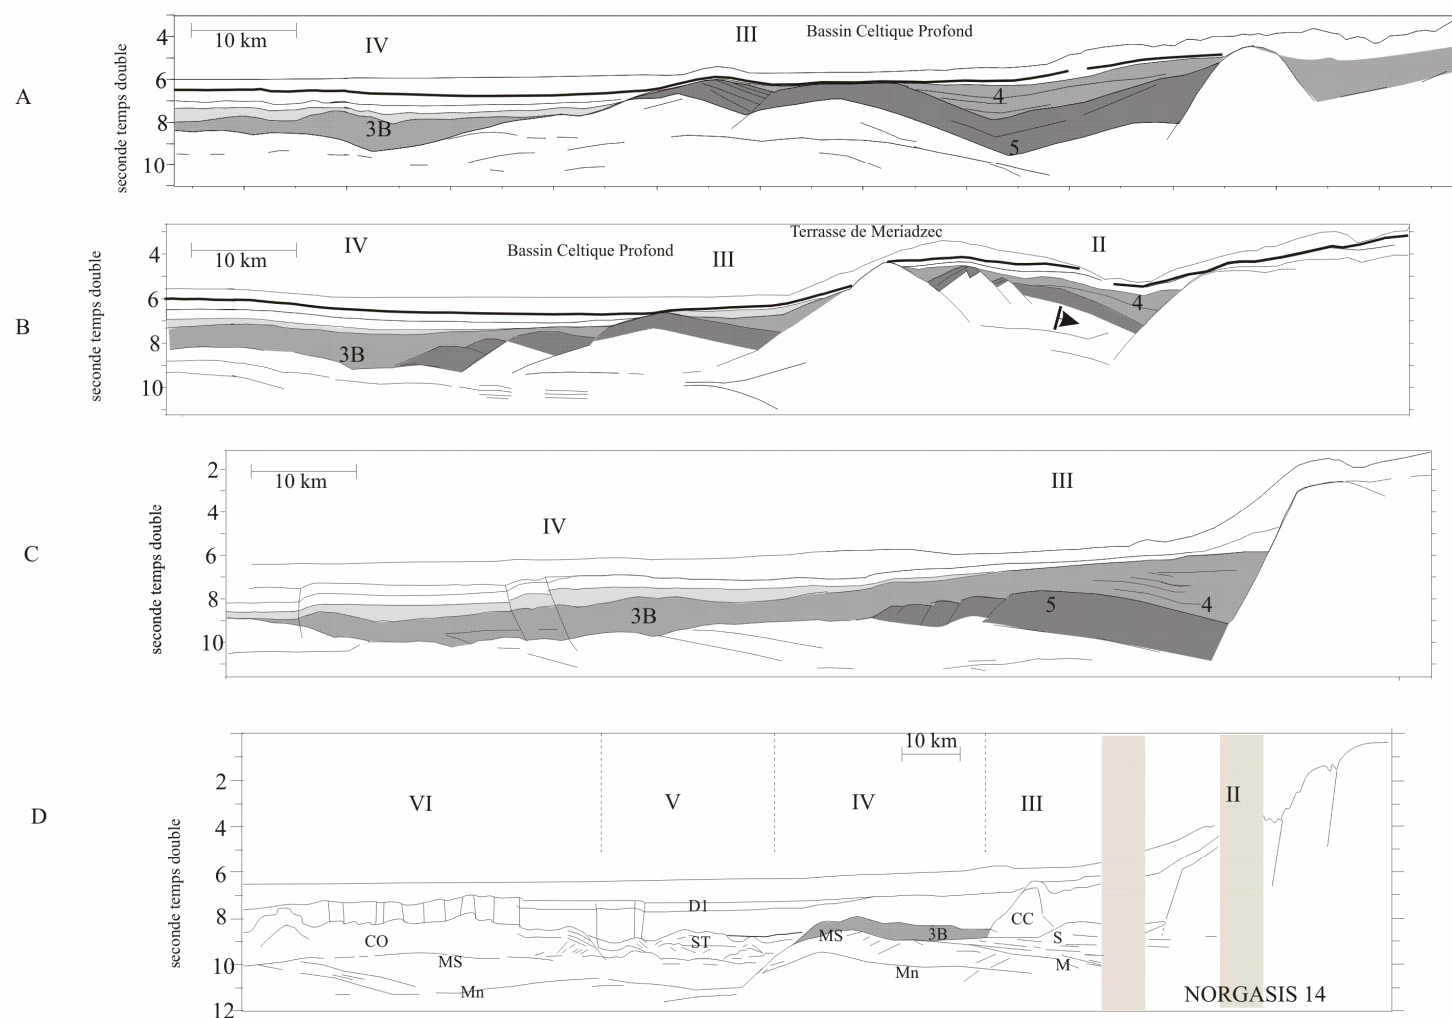 A
seconde temps double
4
6
8
10
10 km
IV
III
Bassin Celtique Profond
3B
4
5
B
seconde temps double
4
6
8
10
10 km
IV
Bassin Celtique Profond
III
Terrasse de Meriadzec
II
3B
4
C
seconde temps double
2
4
6
8
10
10 km
IV
III
3B
5
4
D
seconde temps double
2
4
6
8
10
12
10 km
VI
V
IV
III
II
D1
CO
ST
MS
3B
CC
S
MS
Mn
Mn
M
NORGASIS 14